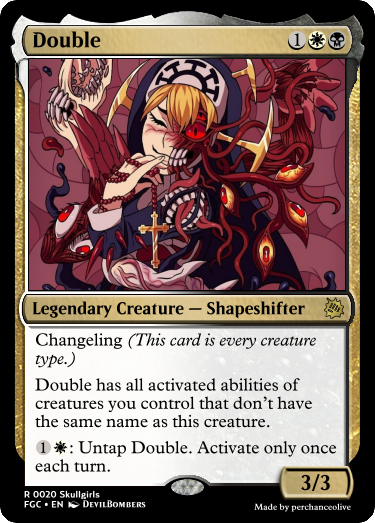 Double
1
Legendary Creature — Shapeshifter
Changeling (This card is every creature
type.)
Double has all activated abilities of
creatures you control that don't have
the same name as this creature.
1 : Untap Double. Activate only once
each turn.
3/3
R 0020 Skullgirls
FGC • EN DevilBombers
Made by perchanceolive